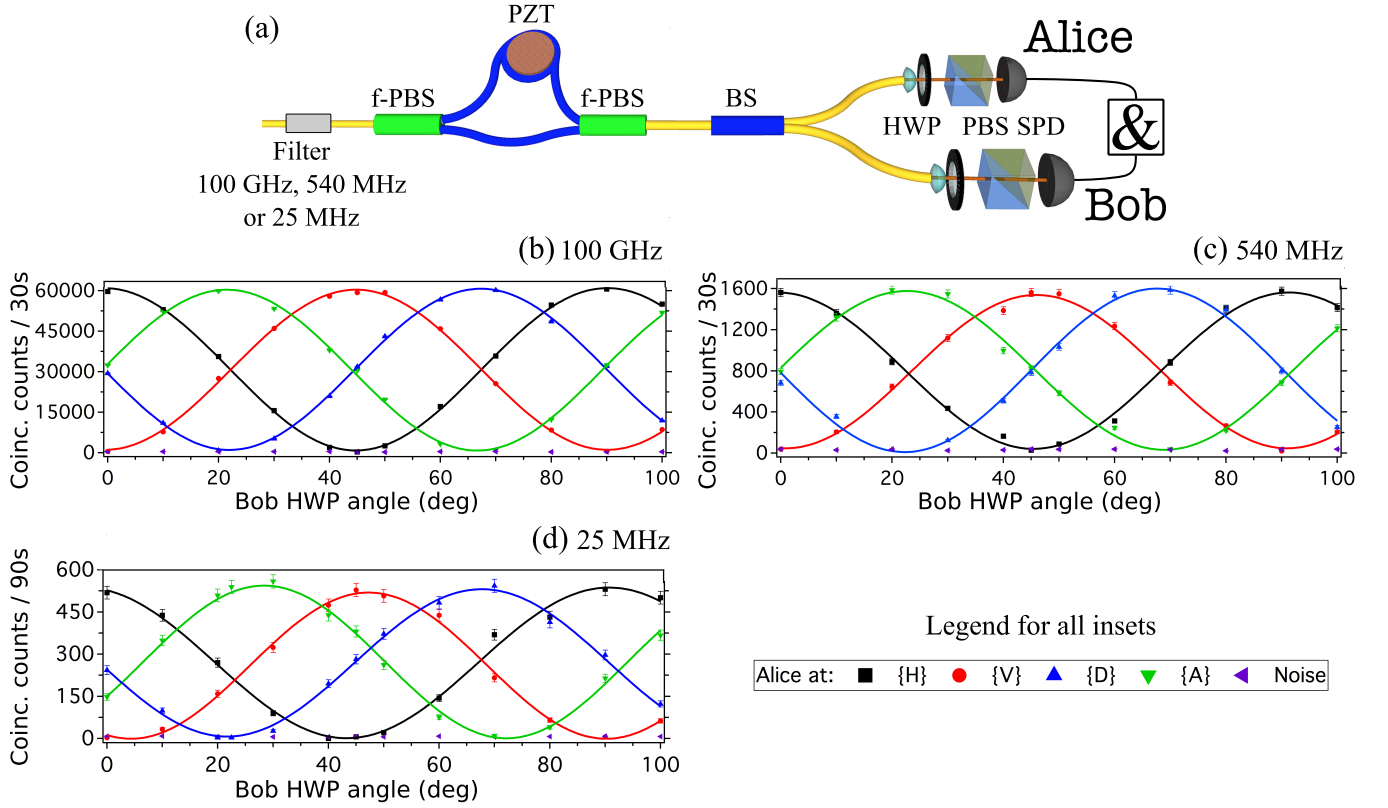 (a)
PZT
Alice
f-PBS
f-PBS
BS
Filter
100 GHz, 540 MHz
or 25 MHz
HWP
PBS SPD
&
Bob
(b) 100 GHz
Coinc. counts / 30s
60000
45000
30000
15000
0
0 20 40 60 80 100
Bob HWP angle (deg)
(c) 540 MHz
Coinc. counts / 30s
1600
1200
800
400
0
0 20 40 60 80 100
Bob HWP angle (deg)
(d) 25 MHz
Coinc. counts / 90s
600
450
300
150
0
0 20 40 60 80 100
Bob HWP angle (deg)
Legend for all insets
Alice at: {H} {V} {D} {A} Noise